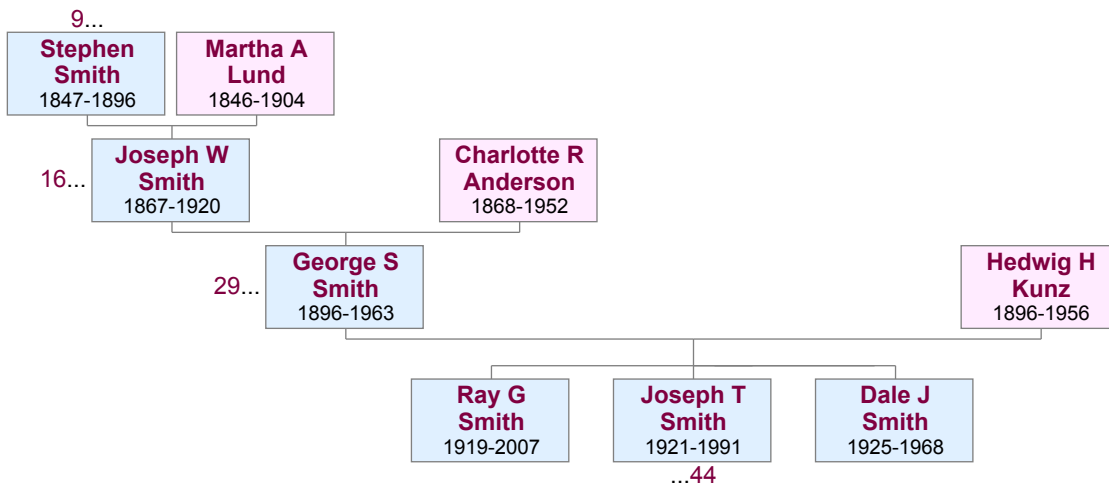 9...
Stephen
Smith
1847-1896
Martha A
Lund
1846-1904
16...
Joseph W
Smith
1867-1920
Charlotte R
Anderson
1868-1952
29...
George S
Smith
1896-1963
Hedwig H
Kunz
1896-1956
Ray G
Smith
1919-2007
Joseph T
Smith
1921-1991
Dale J
Smith
1925-1968
...44